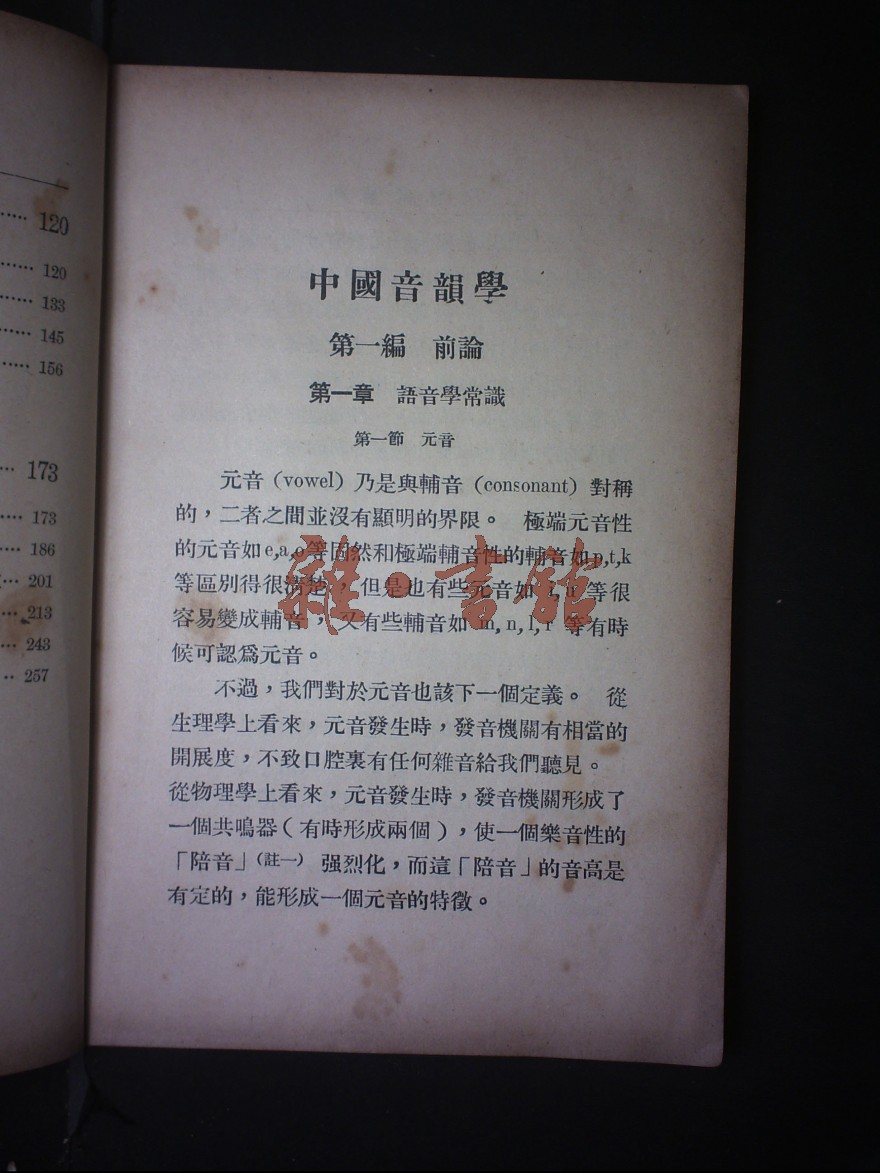 120
120
133
145
156
173
173
186
201
213
243
257
中國音韻學
第一編 前論
第一章 語音學常識
第一節 元音
元音 (vowel) 乃是與輔音 (consonant) 對稱
的，二者之間並沒有顯明的界限。 極端元音性
的元音如e,a,o等固然和極端輔音性的輔音如p,t,k
等區別得很清楚，但是也有些元音如 i, u 等很
容易變成輔音，又有些輔音如 m, n, l, r 等有時
候可認爲元音。
不過，我們對於元音也該下一個定義。 從
生理學上看來，元音發生時，發音機關有相當的
開展度，不致口腔裏有任何雜音給我們聽見。
從物理學上看來，元音發生時，發音機關形成了
一個共鳴器（有時形成兩個），使一個樂音性的
「陪音」(註一) 强烈化，而這「陪音」的音高是
有定的，能形成一個元音的特徵。
雜·書館